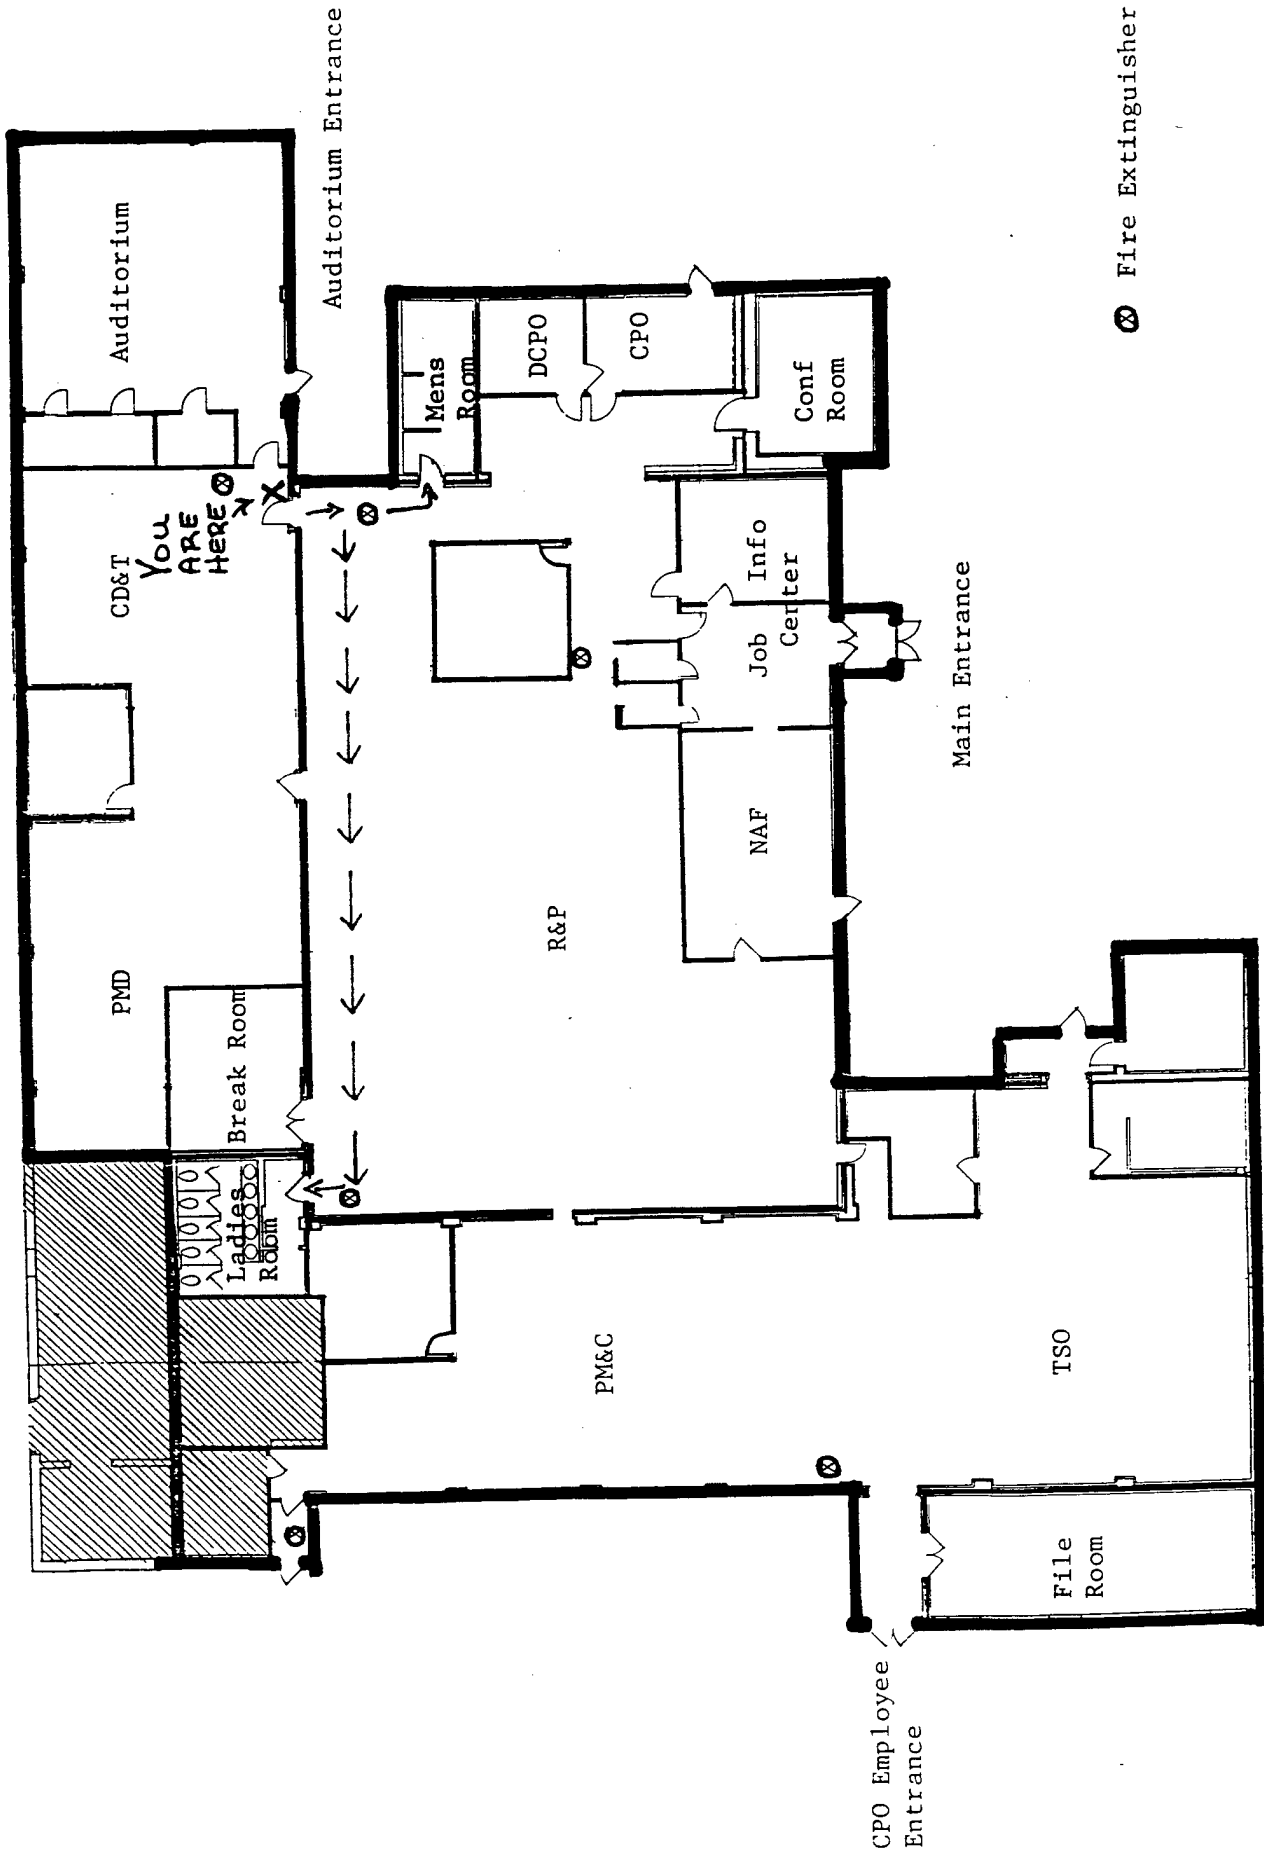 Auditorium
Auditorium Entrance
⊗ Fire Extinguisher
CD&T
YOU
ARE
HERE
X
Mens
Room
DCPO
CPO
Conf
Room
Job Info
Center
Main Entrance
NAF
R&P
PMD
Break Room
Ladies
Room
PM&C
TSO
File
Room
CPO Employee
Entrance